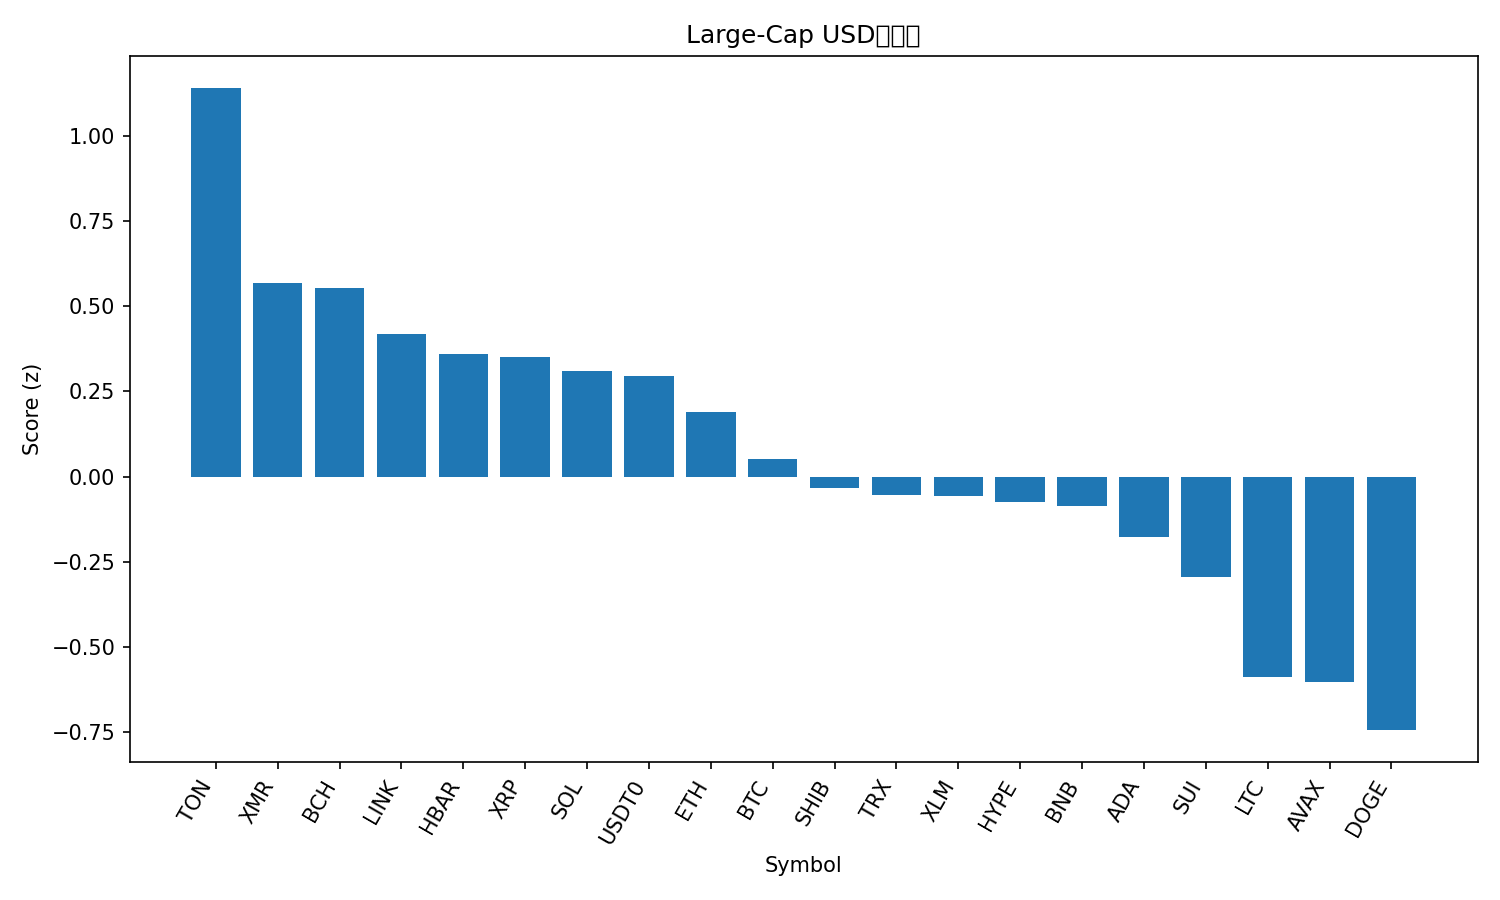 Large-Cap USD
1.00
0.75
0.50
0.25
0.00
−0.25
−0.50
−0.75
Score (z)
TON
XMR
BCH
LINK
HBAR
XRP
SOL
USDT0
ETH
BTC
SHIB
TRX
XLM
HYPE
BNB
ADA
SUI
LTC
AVAX
DOGE
Symbol